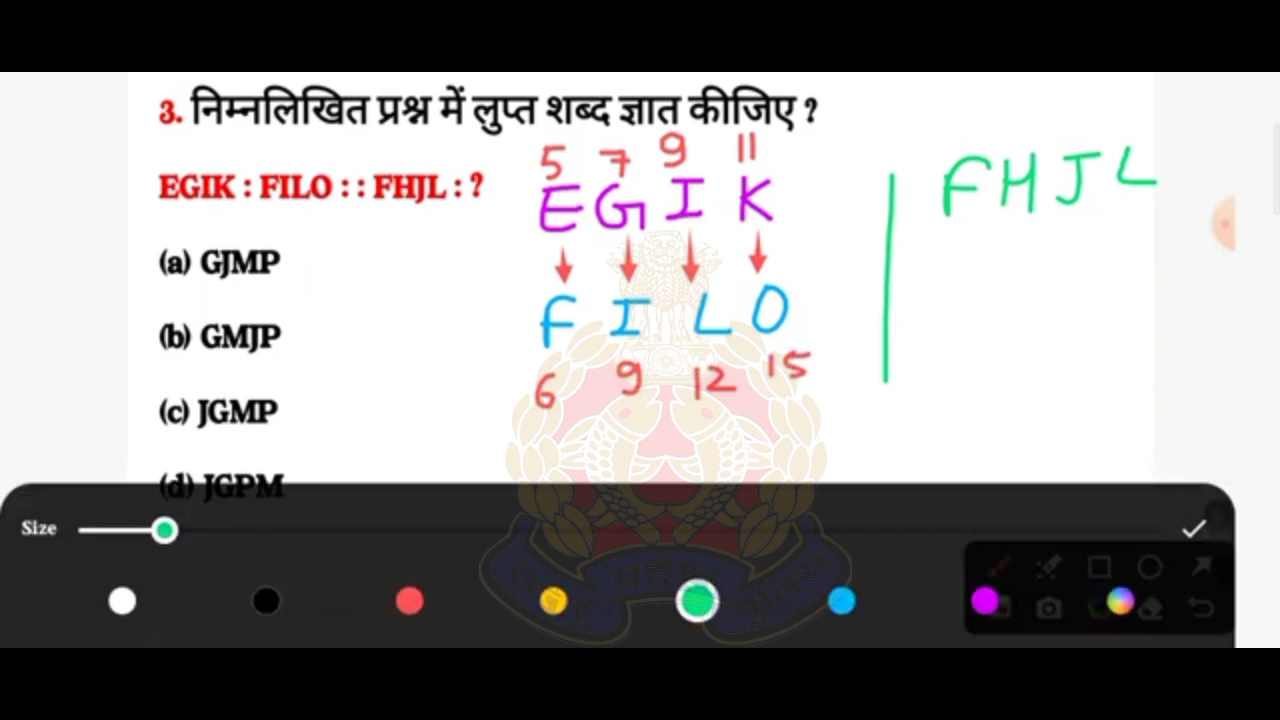 3. निम्नलिखित प्रश्न में लुप्त शब्द ज्ञात कीजिए ?
EGIK : FILO : : FHJL : ?
5 7 9 11
E G I K
F H J L
(a) GJMP
F I L O
(b) GMJP
6 9 12 15
(c) JGMP
(d) JGPM
Size